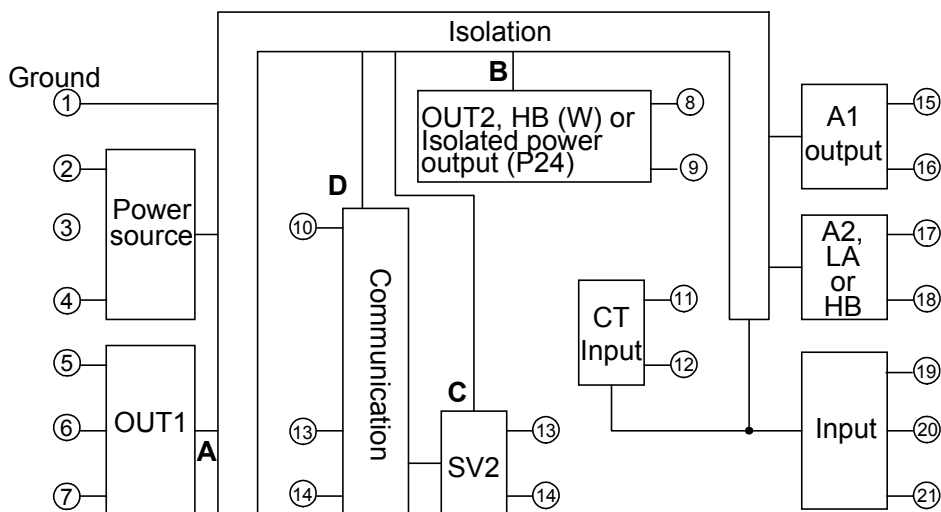 Isolation
Ground
1
2
3
4
Power
source
5
6
7
OUT1
A
B
OUT2, HB (W) or
Isolated power
output (P24)
8
9
D
10
13
14
Communication
C
SV2
13
14
CT
Input
11
12
A1
output
15
16
A2,
LA
or
HB
17
18
Input
19
20
21